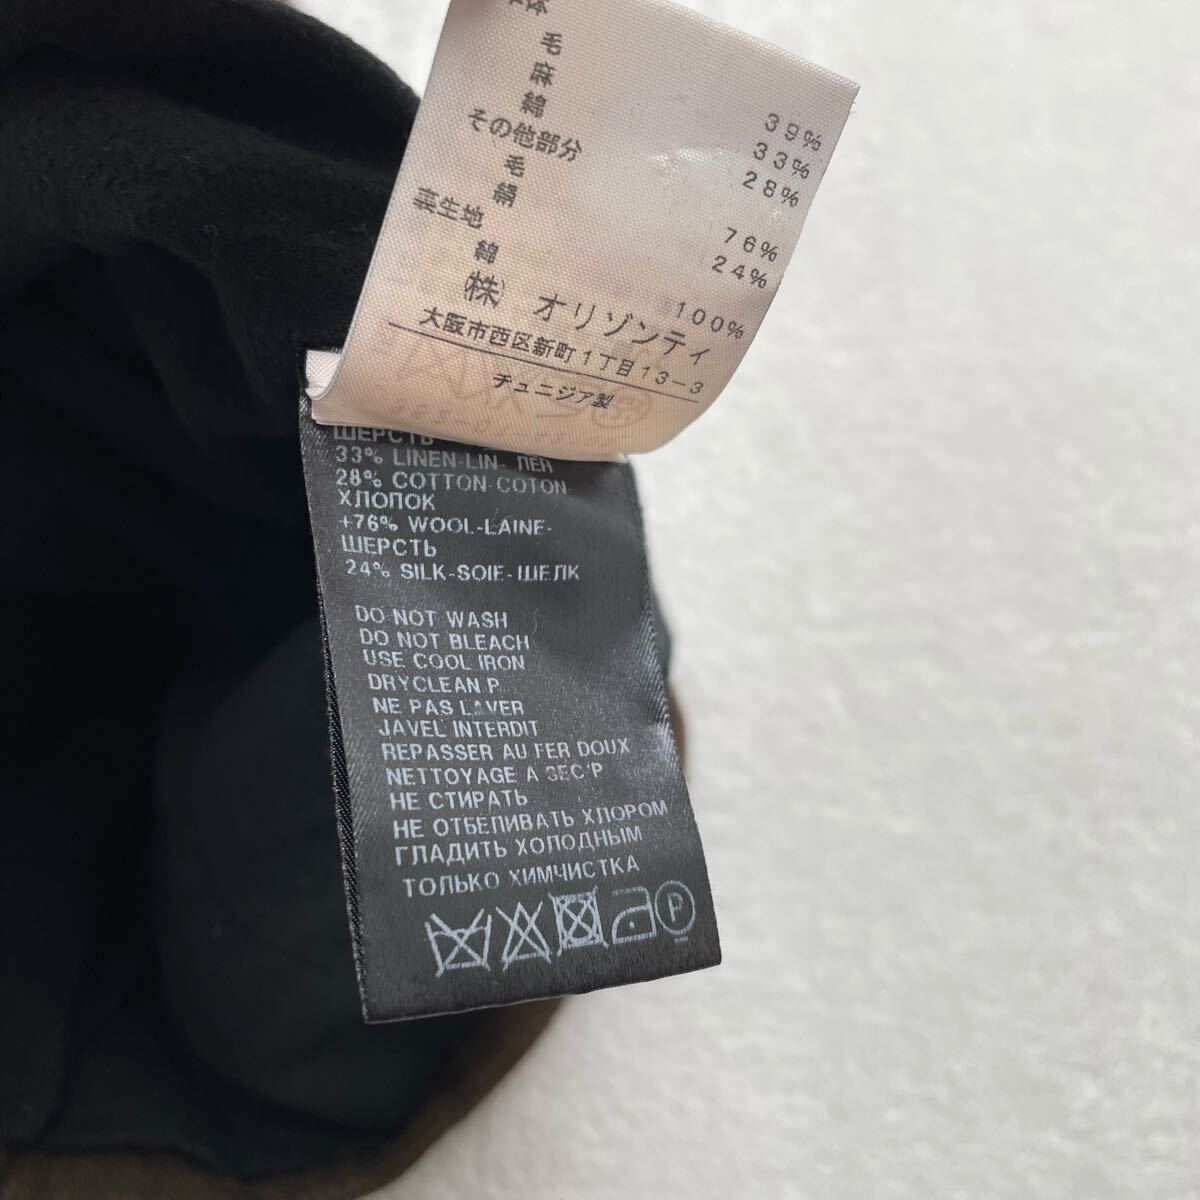 毛 39%
麻 33%
綿 28%
その他部分
毛 76%
絹 24%
表生地
綿 100%
(株) オリゾンティ
大阪市西区新町1丁目13-3
チュニジア製
ШЕРСТЬ
33% LINEN-LIN- ЛЕН
28% COTTON-COTON-
ХЛОПОК
+76% WOOL-LAINE-
ШЕРСТЬ
24% SILK-SOIE-ШЕЛК
DO NOT WASH
DO NOT BLEACH
USE COOL IRON
DRYCLEAN P
NE PAS LAVER
JAVEL INTERDIT
REPASSER AU FER DOUX
NETTOYAGE A SEC P
НЕ СТИРАТЬ
НЕ ОТБЕЛИВАТЬ ХЛОРОМ
ГЛАДИТЬ ХОЛОДНЫМ
ТОЛЬКО ХИМЧИСТКА
P